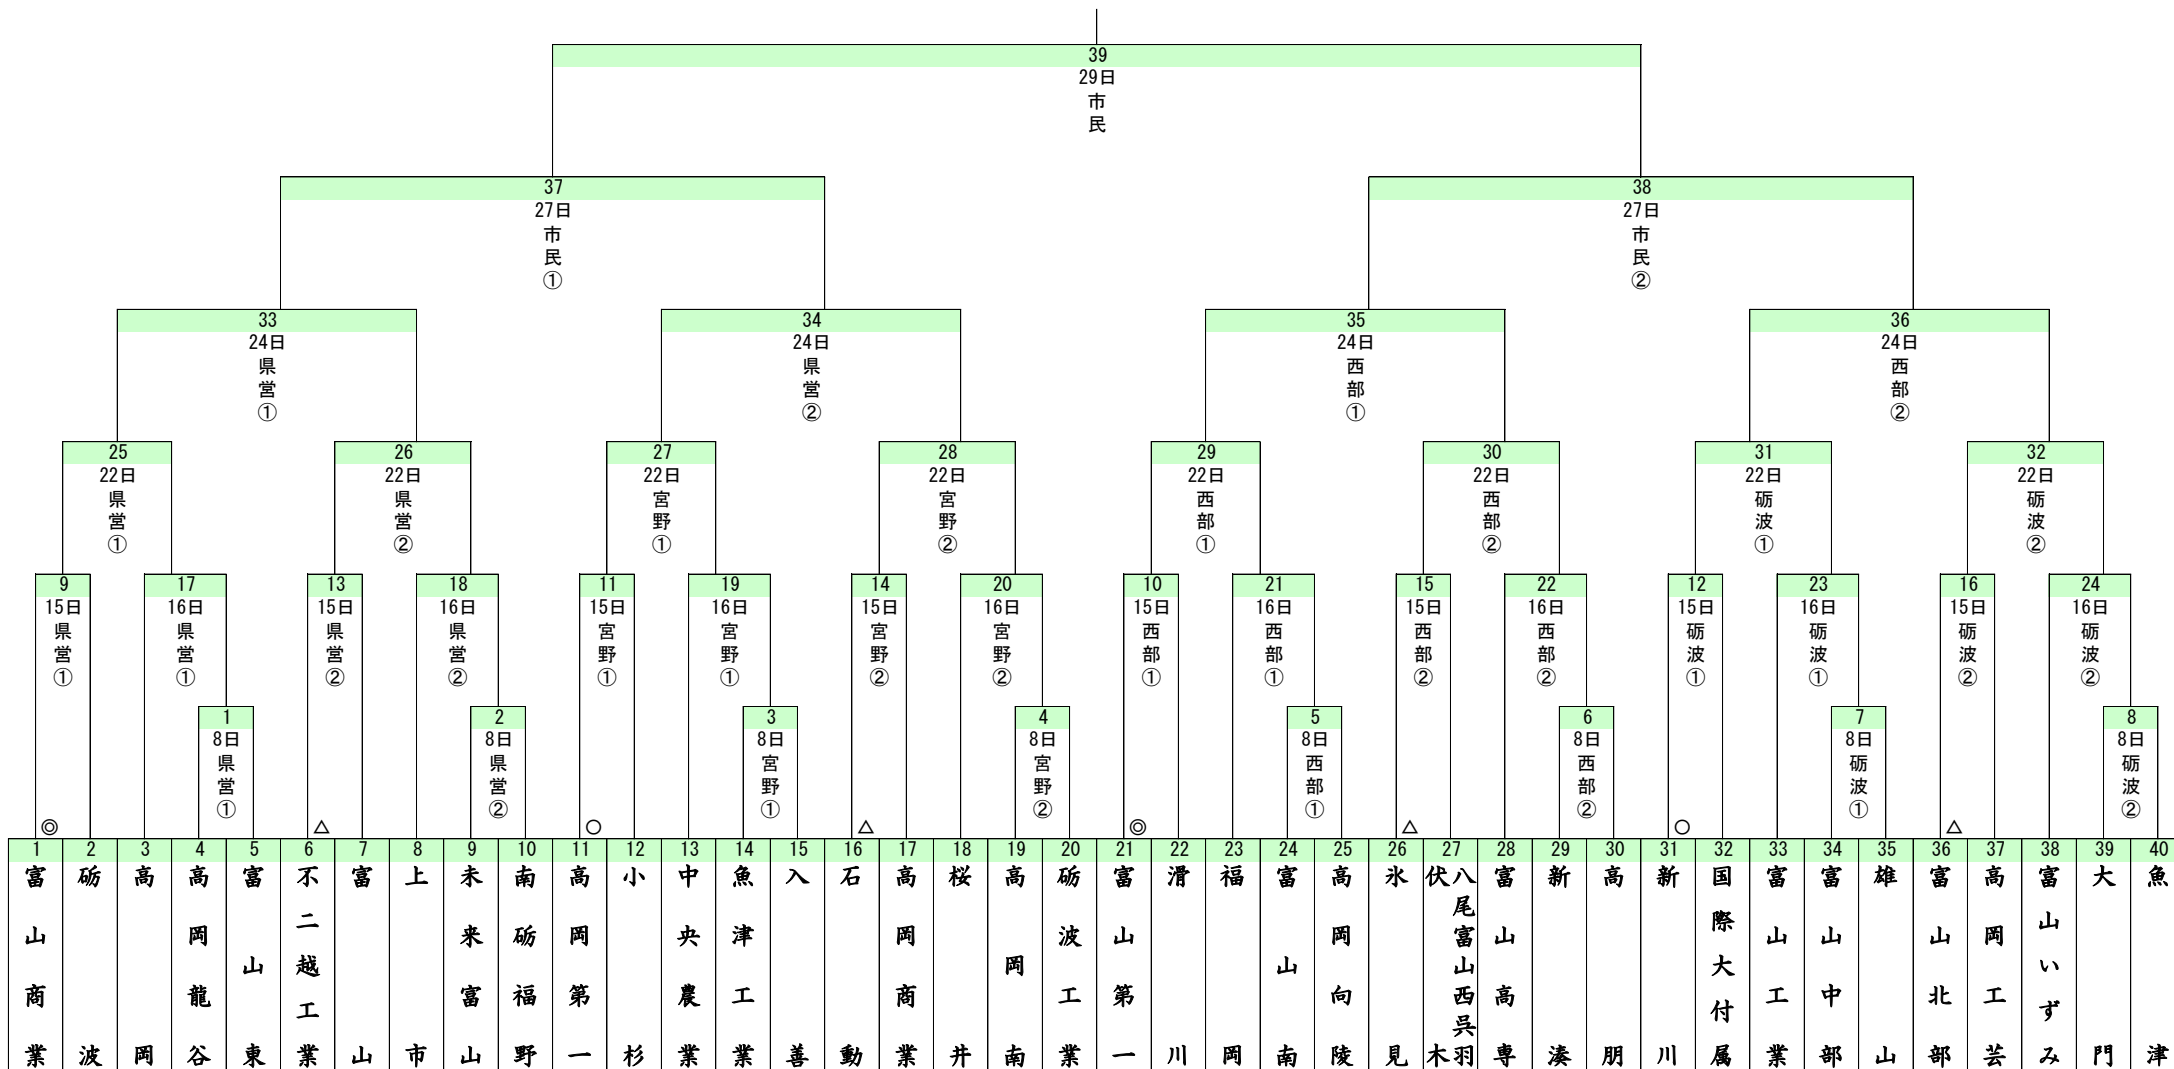 39
29日
市民
37 38
27日 27日
市民① 市民②
33 34 35 36
24日 24日 24日 24日
県営① 県営② 西部① 西部②
25 26 27 28 29 30 31 32
22日 22日 22日 22日 22日 22日 22日 22日
県営① 県営② 宮野① 宮野② 西部① 西部② 砺波① 砺波②
9 17 13 18 11 19 14 20 10 21 15 22 12 23 16 24
15日 16日 15日 16日 15日 16日 15日 16日 15日 16日 15日 16日 15日 16日 15日 16日
県営① 県営① 県営② 県営② 宮野① 宮野① 宮野② 宮野② 西部① 西部① 西部② 西部② 砺波① 砺波① 砺波② 砺波②
1 2 3 4 5 6 7 8
8日 8日 8日 8日 8日 8日 8日 8日
県営① 県営② 宮野① 宮野② 西部① 西部② 砺波① 砺波②
◎ △ ○ △ ◎ △ ○ △
1 富山商業
2 砺波
3 高岡
4 高岡龍谷
5 富山東
6 不二越工業
7 富山
8 上市
9 未来富山
10 南砺福野
11 高岡第一
12 小杉
13 中央農業
14 魚津工業
15 入善
16 石動
17 高岡商業
18 桜井
19 高岡南
20 砺波工業
21 富山第一
22 滑川
23 福岡
24 富山南
25 高岡向陵
26 氷見
27 八尾富山西呉羽
伏木
28 富山高専
29 新湊
30 高朋
31 新川
32 国際大付属
33 富山工業
34 富山中部
35 雄山
36 富山北部
37 高岡工芸
38 富山いずみ
39 大門
40 魚津